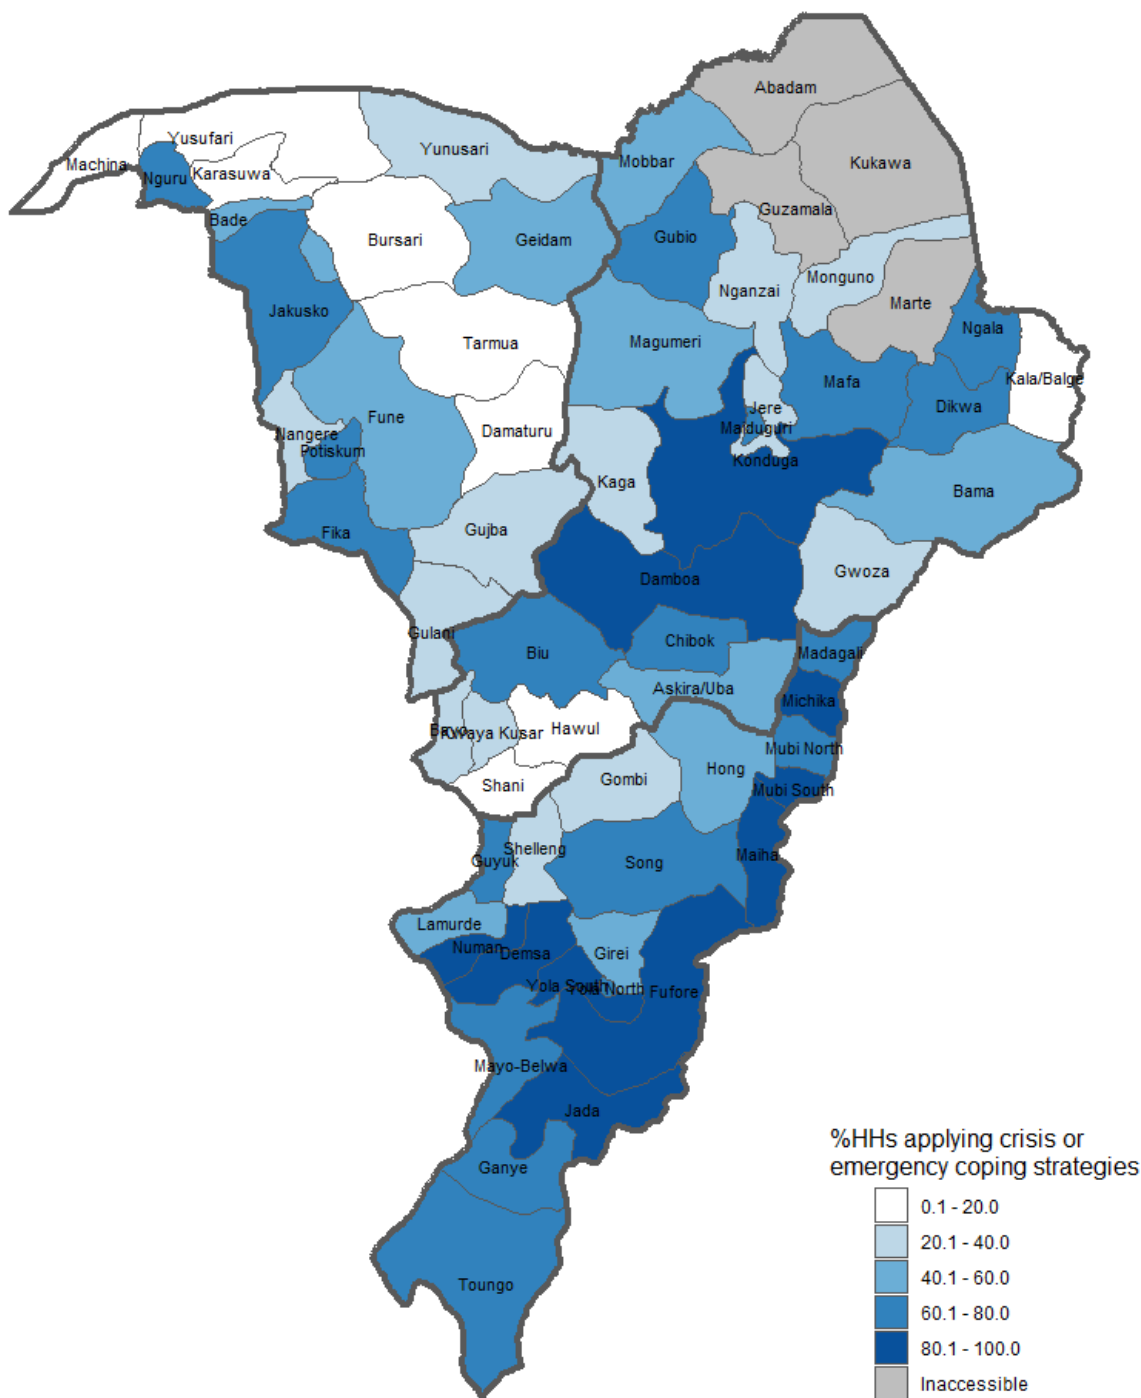 Abadam
Yusufari
Yunusari
Mobbar
Kukawa
Machina
Karasuwa
Nguru
Guzamala
Bade
Bursari
Geidam
Gubio
Monguno
Nganzai
Marte
Jakusko
Ngala
Tarmua
Magumeri
Mafa
Kala/Balge
Jere
Dikwa
Fune
Maiduguri
Damaturu
Nangere
Potiskum
Konduga
Kaga
Bama
Fika
Gujba
Gwoza
Damboa
Gulani
Chibok
Biu
Madagali
Askira/Uba
Michika
Bayo
Kwaya Kusar
Hawul
Mubi North
Hong
Shani
Gombi
Mubi South
Shelleng
Maiha
Guyuk
Song
Lamurde
Numan
Demsa
Girei
Yola South
Yola North
Fufore
Mayo-Belwa
Jada
Ganye
Toungo
%HHs applying crisis or
emergency coping strategies
0.1 - 20.0
20.1 - 40.0
40.1 - 60.0
60.1 - 80.0
80.1 - 100.0
Inaccessible